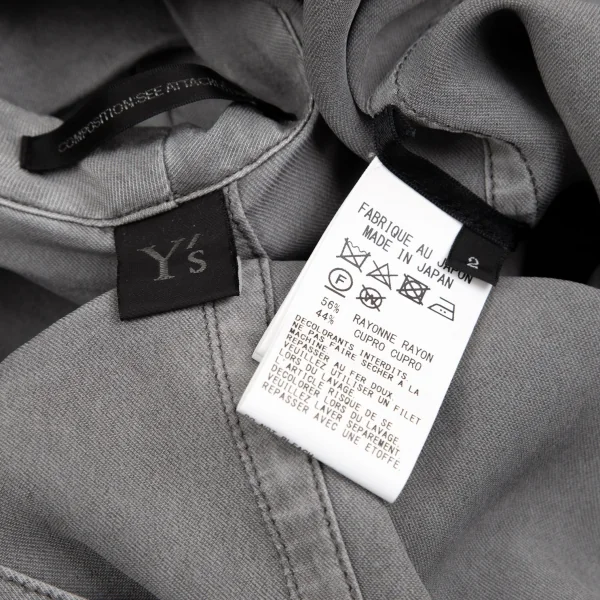 COMPOSITION:SEE ATTACH
Y's
2
FABRIQUE AU JAPON
MADE IN JAPAN
F W
56% RAYONNE RAYON
44% CUPRO CUPRO
DECOLORANTS INTERDITS
NE PAS FAIRE SECHER A LA
MACHINE
REPASSER AU FER DOUX.
VEUILLEZ UTILISER UN FILET
LORS DU LAVAGE.
L'ARTICLE RISQUE DE SE
DECOLORER LORS DU LAVAGE.
VEUILLEZ LAVER SEPAREMENT.
REPASSER AVEC UNE ETOFFE.